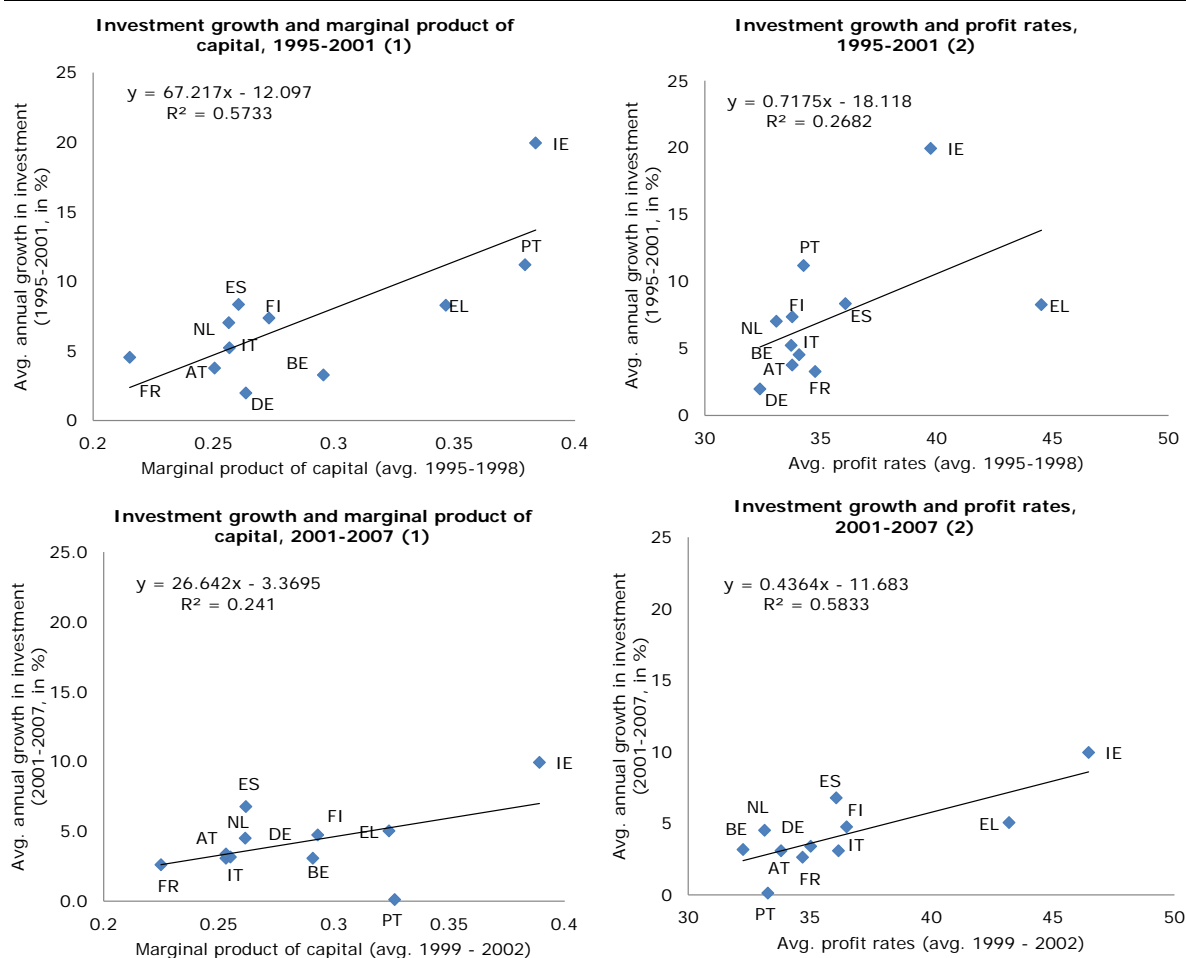 Investment growth and marginal product of
capital, 1995-2001 (1)
Avg. annual growth in investment
(1995-2001, in %)
25
20
15
10
5
0
y = 67.217x - 12.097
R² = 0.5733
IE
PT
ES
FI
EL
NL
IT
BE
AT
FR
DE
0.2
0.25
0.3
0.35
0.4
Marginal product of capital (avg. 1995-1998)
Investment growth and profit rates,
1995-2001 (2)
Avg. annual growth in investment
(1995-2001, in %)
25
20
15
10
5
0
y = 0.7175x - 18.118
R² = 0.2682
IE
PT
FI
EL
ES
NL
IT
BE
AT
FR
DE
30
35
40
45
50
Avg. profit rates (avg. 1995-1998)
Investment growth and marginal product of
capital, 2001-2007 (1)
Avg. annual growth in investment
(2001-2007, in %)
25.0
20.0
15.0
10.0
5.0
0.0
y = 26.642x - 3.3695
R² = 0.241
IE
ES
FI
NL
DE
EL
AT
IT
BE
FR
PT
0.2
0.25
0.3
0.35
0.4
Marginal product of capital (avg. 1999 - 2002)
Investment growth and profit rates,
2001-2007 (2)
Avg. annual growth in investment
(2001-2007, in %)
25
20
15
10
5
0
y = 0.4364x - 11.683
R² = 0.5833
IE
ES
NL
FI
BE
DE
EL
IT
AT
FR
PT
30
35
40
45
50
Avg. profit rates (avg. 1999 - 2002)